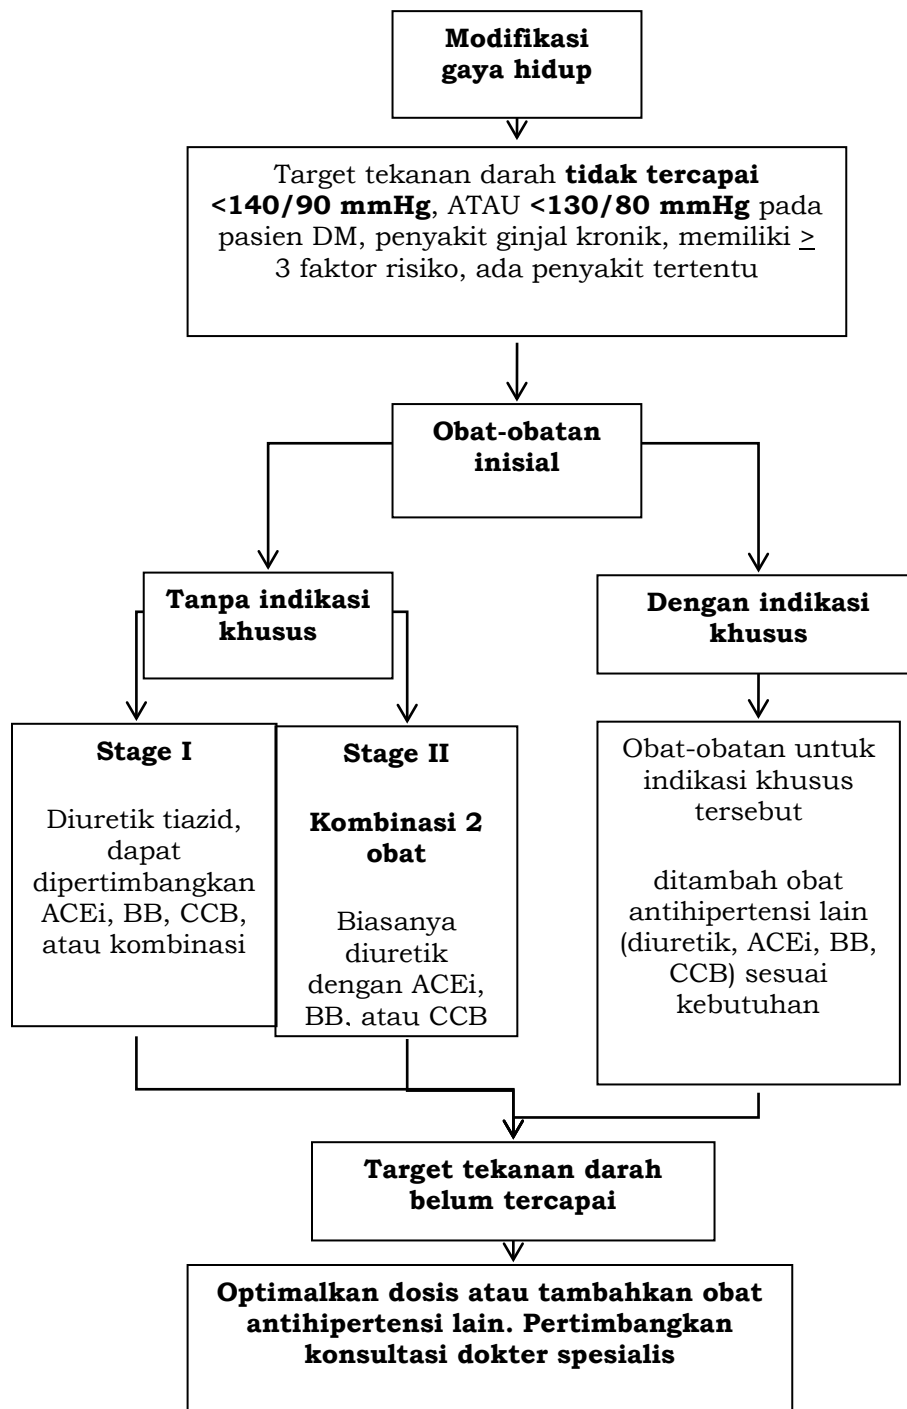 Modifikasi
gaya hidup
Target tekanan darah tidak tercapai
<140/90 mmHg, ATAU <130/80 mmHg pada
pasien DM, penyakit ginjal kronik, memiliki >
3 faktor risiko, ada penyakit tertentu
Obat-obatan
inisial
Tanpa indikasi
khusus
Dengan indikasi
khusus
Stage I
Diuretik tiazid,
dapat
dipertimbangkan
ACEi, BB, CCB,
atau kombinasi
Stage II
Kombinasi 2
obat
Biasanya
diuretik
dengan ACEi,
BB, atau CCB
Obat-obatan untuk
indikasi khusus
tersebut
ditambah obat
antihipertensi lain
(diuretik, ACEi, BB,
CCB) sesuai
kebutuhan
Target tekanan darah
belum tercapai
Optimalkan dosis atau tambahkan obat
antihipertensi lain. Pertimbangkan
konsultasi dokter spesialis